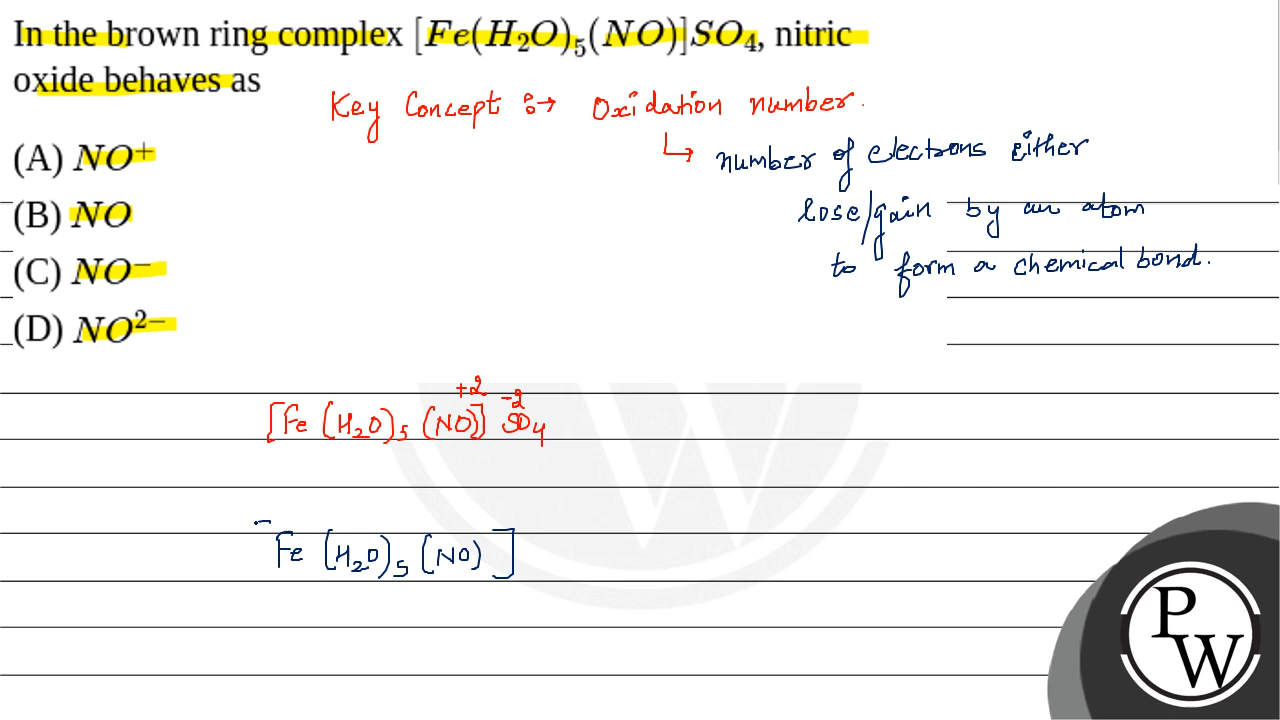 In the brown ring complex [Fe(H₂O)₅(NO)]SO₄, nitric
oxide behaves as
Key Concept :→ Oxidation number.
↳ number of electrons either
lose/gain by an atom
to form a chemical bond.
(A) NO⁺
(B) NO
(C) NO⁻
(D) NO²⁻
+2 -2
[Fe (H₂O)₅ (NO)] SO₄
[Fe (H₂O)₅ (NO)]
P
W